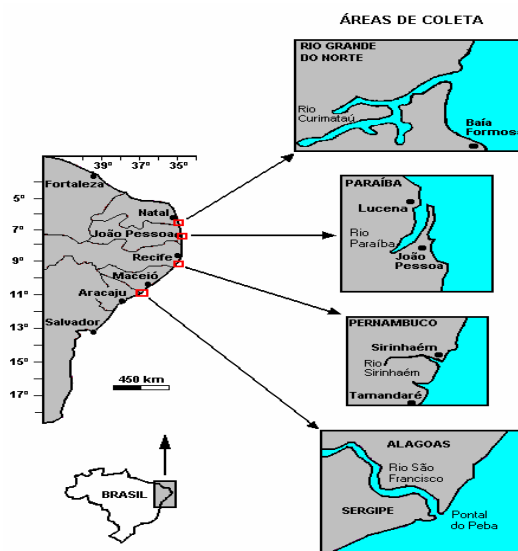 ÁREAS DE COLETA
RIO GRANDE
DO NORTE
Rio
Curimataú
Baía
Formosa
39° 37° 35°
Fortaleza
5°
Natal
7°
João Pessoa
Recife
9°
Maceió
11°
Aracaju
13°
Salvador
15°
17°
450 km
PARAÍBA
Lucena
Rio
Paraíba
João
Pessoa
PERNAMBUCO
Sirinhaém
Rio
Sirinhaém
Tamandaré
ALAGOAS
Rio São
Francisco
SERGIPE
Pontal
do Peba
BRASIL